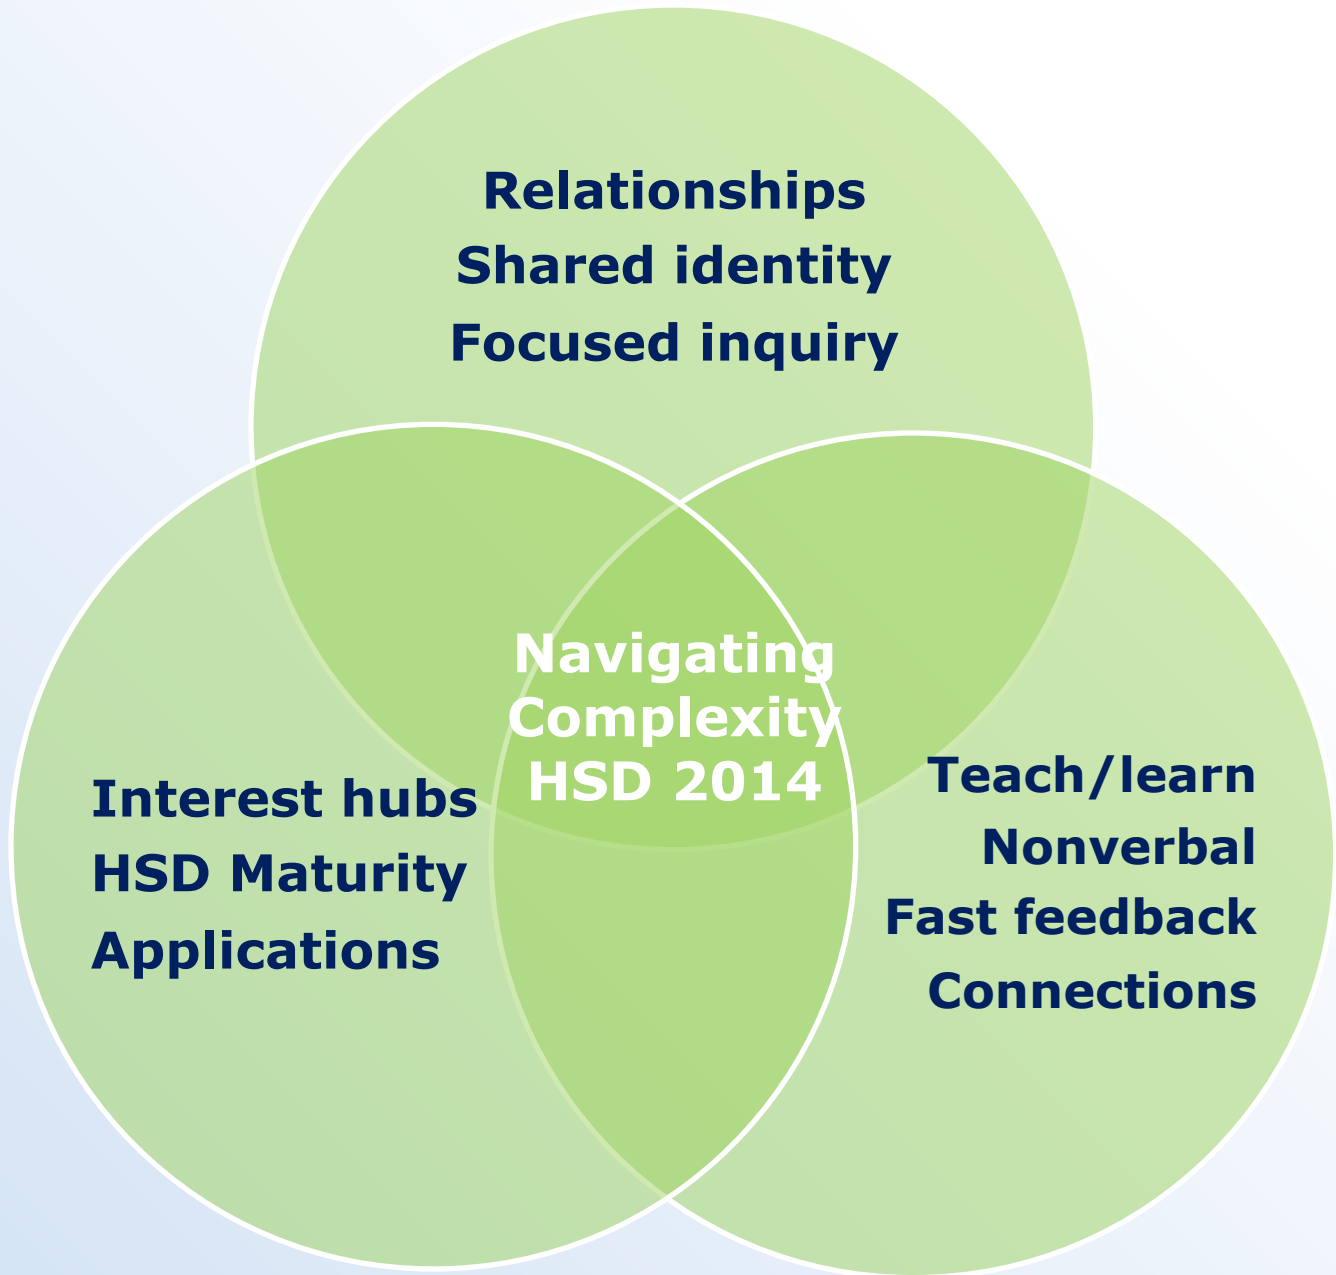 Relationships
Shared identity
Focused inquiry
Navigating
Complexity
HSD 2014
Interest hubs
HSD Maturity
Applications
Teach/learn
Nonverbal
Fast feedback
Connections